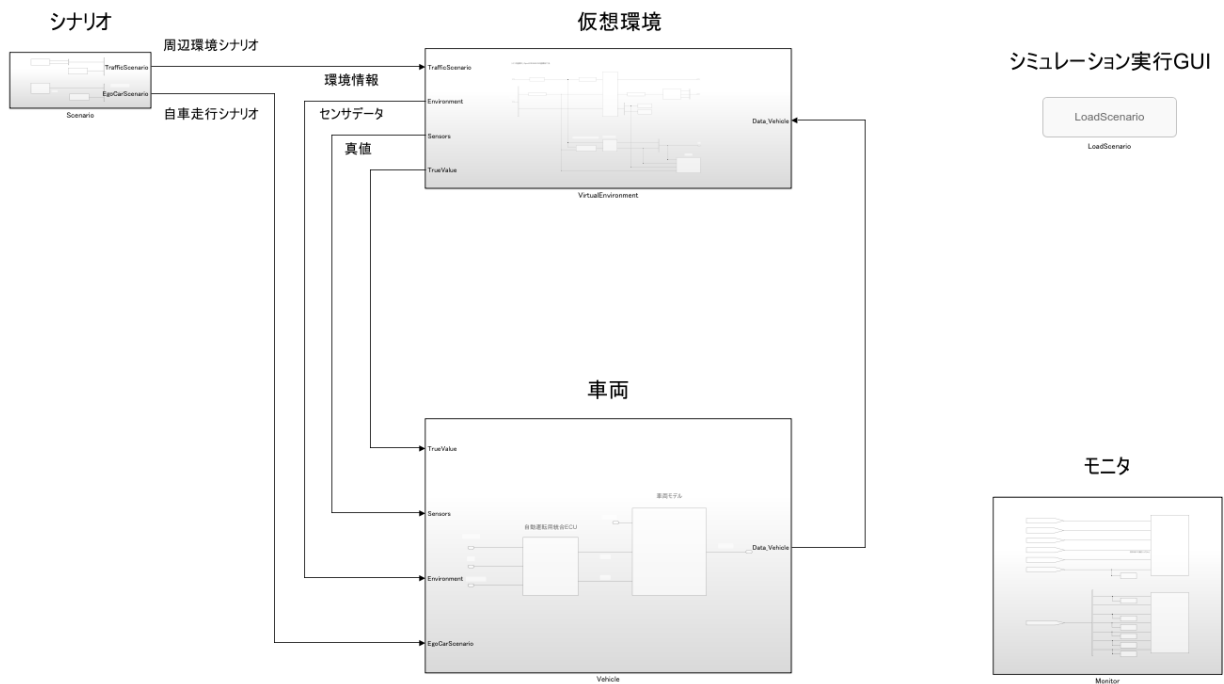 シナリオ
仮想環境
シミュレーション実行GUI
周辺環境シナリオ
TrafficScenario
EgoCarScenario
Scenario
自車走行シナリオ
環境情報
センサデータ
真値
TrafficScenario
Environment
Sensors
TrueValue
Data_Vehicle
VirtualEnvironment
LoadScenario
LoadScenario
車両
TrueValue
Sensors
Environment
EgoCarScenario
自動運転用統合ECU
車両モデル
Data_Vehicle
Vehicle
モニタ
Monitor